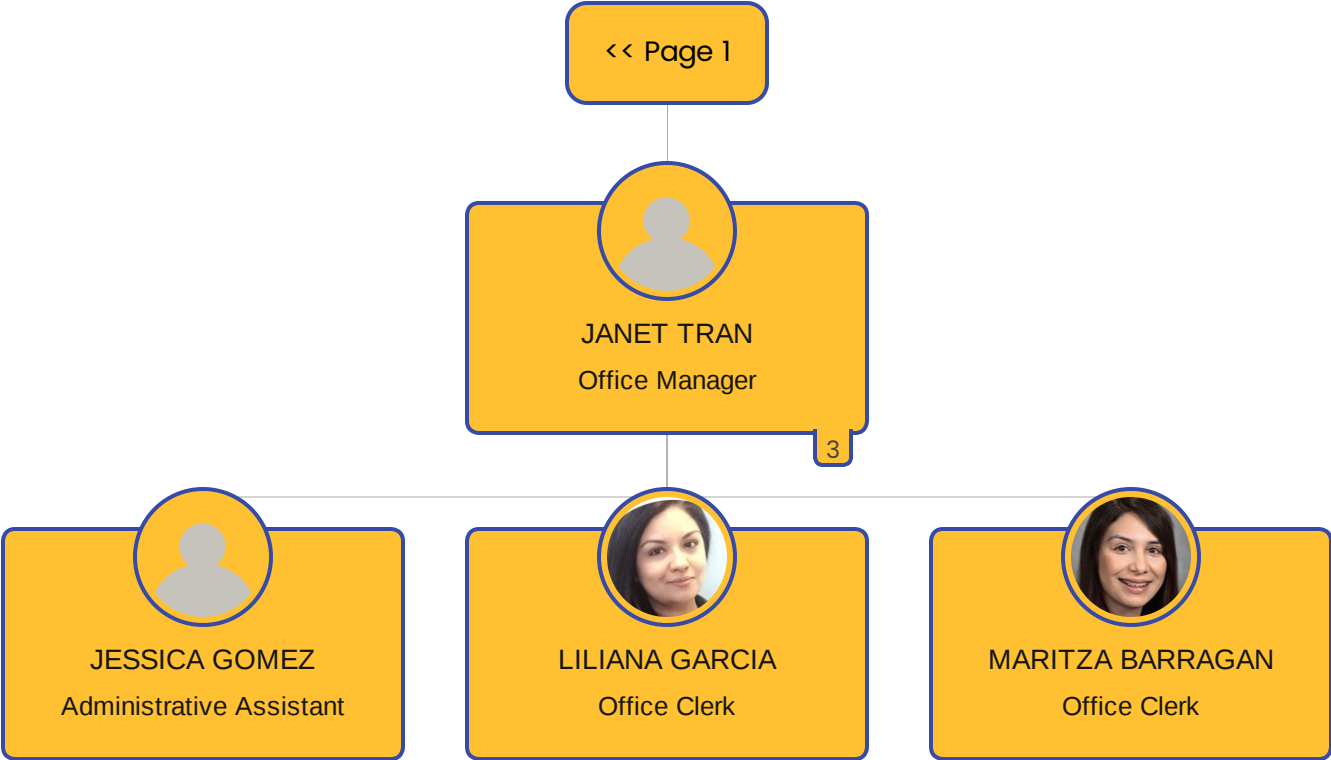 << Page 1
JANET TRAN
Office Manager
3
JESSICA GOMEZ
Administrative Assistant
LILIANA GARCIA
Office Clerk
MARITZA BARRAGAN
Office Clerk